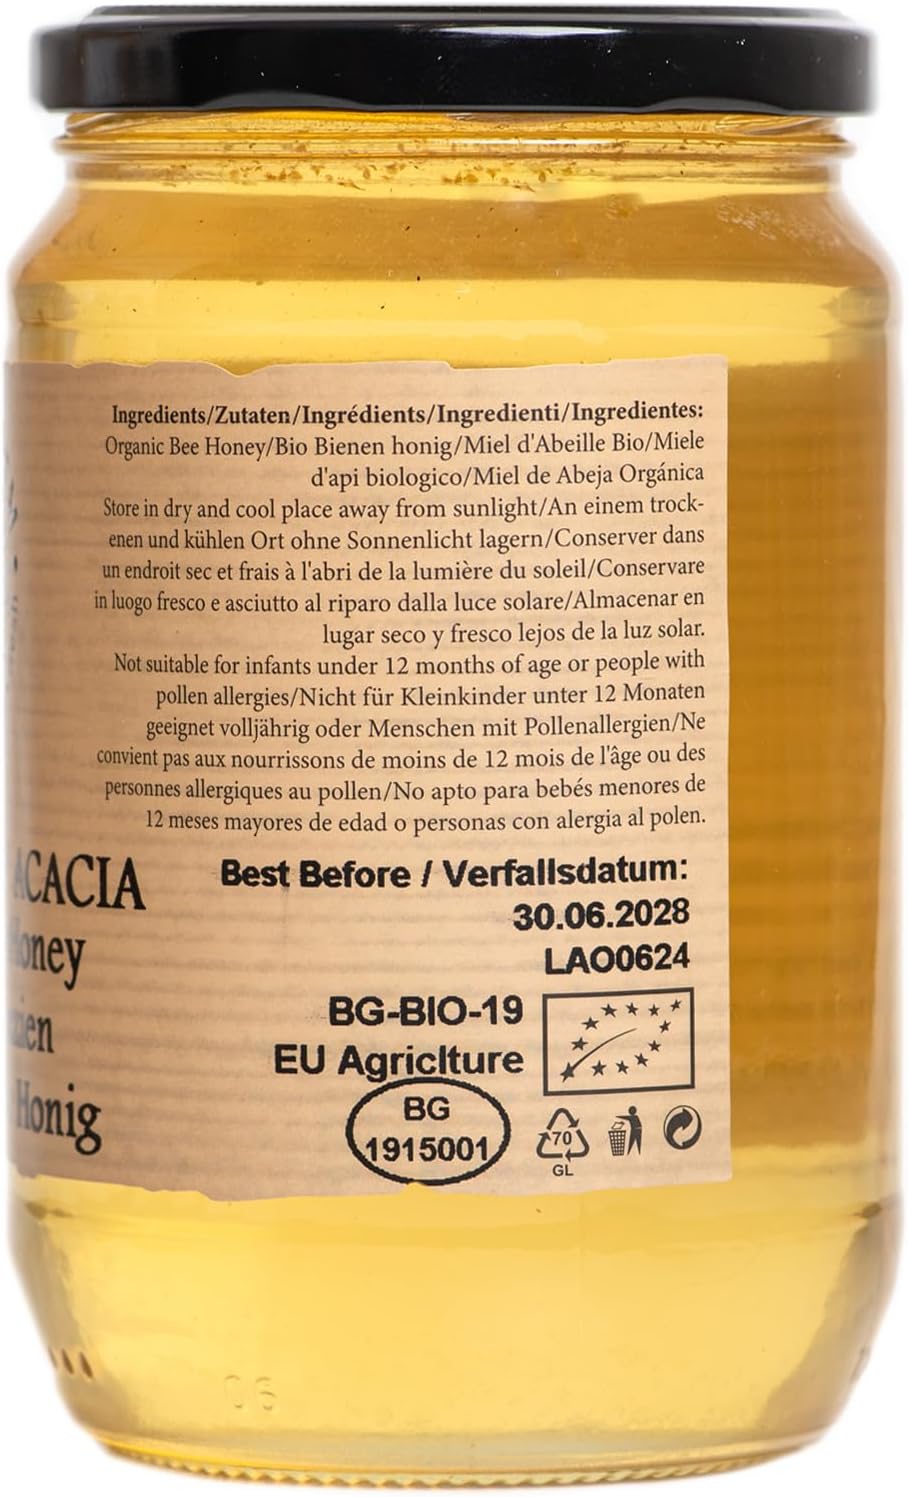 Ingredients/Zutaten/Ingrédients/Ingredienti/Ingredientes:
Organic Bee Honey/Bio Bienen honig/Miel d'Abeille Bio/Miele
d'api biologico/Miel de Abeja Orgánica
Store in dry and cool place away from sunlight/An einem trock-
enen und kühlen Ort ohne Sonnenlicht lagern/Conserver dans
un endroit sec et frais à l'abri de la lumière du soleil/Conservare
in luogo fresco e asciutto al riparo dalla luce solare/Almacenar en
lugar seco y fresco lejos de la luz solar.
Not suitable for infants under 12 months of age or people with
pollen allergies/Nicht für Kleinkinder unter 12 Monaten
geeignet volljährig oder Menschen mit Pollenallergien/Ne
convient pas aux nourrissons de moins de 12 mois de l'âge ou des
personnes allergiques au pollen/No apto para bebés menores de
12 meses mayores de edad o personas con alergia al polen.
ACACIA
Honey
Honig
Best Before / Verfallsdatum:
30.06.2028
LAO0624
BG-BIO-19
EU Agriclture
BG
1915001
70
GL
06